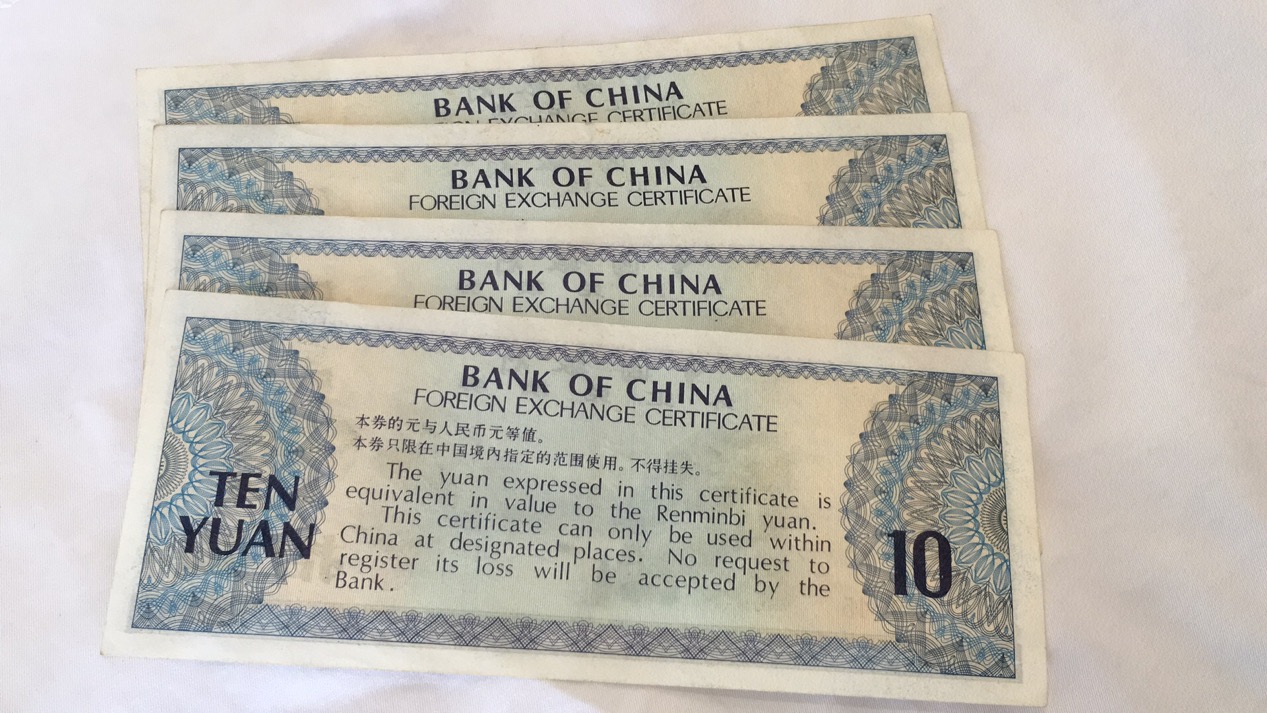 BANK OF CHINA
EXCHANGE CERTIFICATE
BANK OF CHINA
FOREIGN EXCHANGE CERTIFICATE
BANK OF CHINA
FOREIGN EXCHANGE CERTIFICATE
BANK OF CHINA
FOREIGN EXCHANGE CERTIFICATE
本券的元与人民币元等值。
本券只限在中国境内指定的范围使用。不得挂失。
The yuan expressed in this certificate is
equivalent in value to the Renminbi yuan.
This certificate can only be used within
China at designated places. No request to
register its loss will be accepted by the
Bank.
TEN
YUAN
10